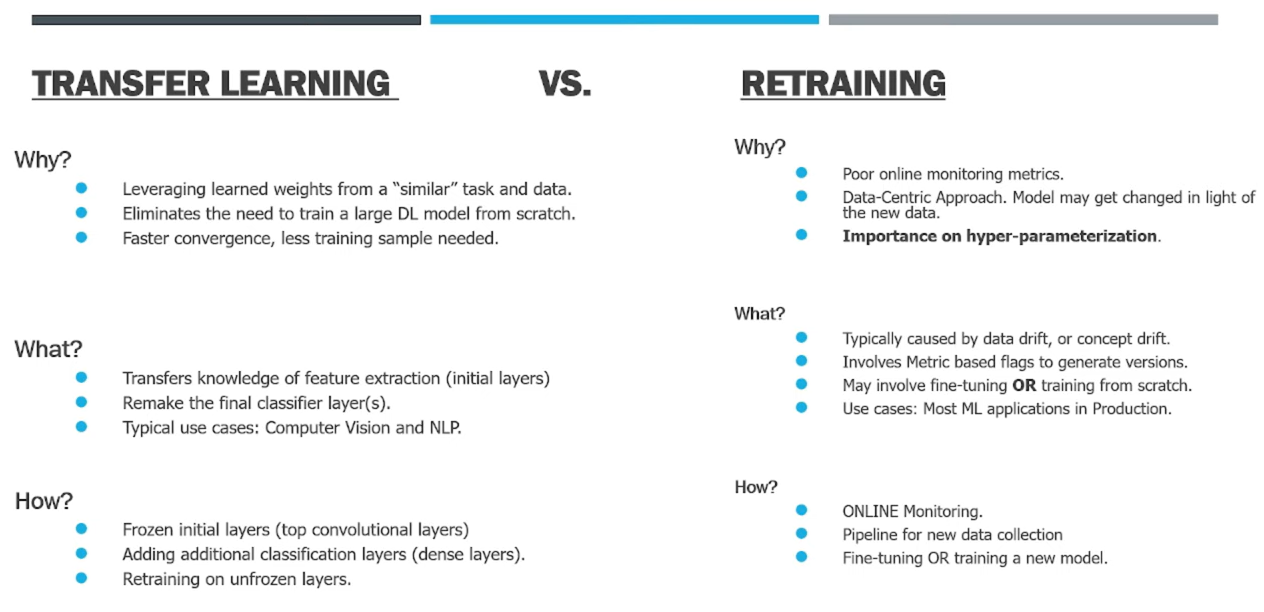 TRANSFER LEARNING VS. RETRAINING
Why?
Leveraging learned weights from a “similar” task and data.
Eliminates the need to train a large DL model from scratch.
Faster convergence, less training sample needed.
What?
Transfers knowledge of feature extraction (initial layers)
Remake the final classifier layer(s).
Typical use cases: Computer Vision and NLP.
How?
Frozen initial layers (top convolutional layers)
Adding additional classification layers (dense layers).
Retraining on unfrozen layers.
Why?
Poor online monitoring metrics.
Data-Centric Approach. Model may get changed in light of
the new data.
Importance on hyper-parameterization.
What?
Typically caused by data drift, or concept drift.
Involves Metric based flags to generate versions.
May involve fine-tuning OR training from scratch.
Use cases: Most ML applications in Production.
How?
ONLINE Monitoring.
Pipeline for new data collection
Fine-tuning OR training a new model.